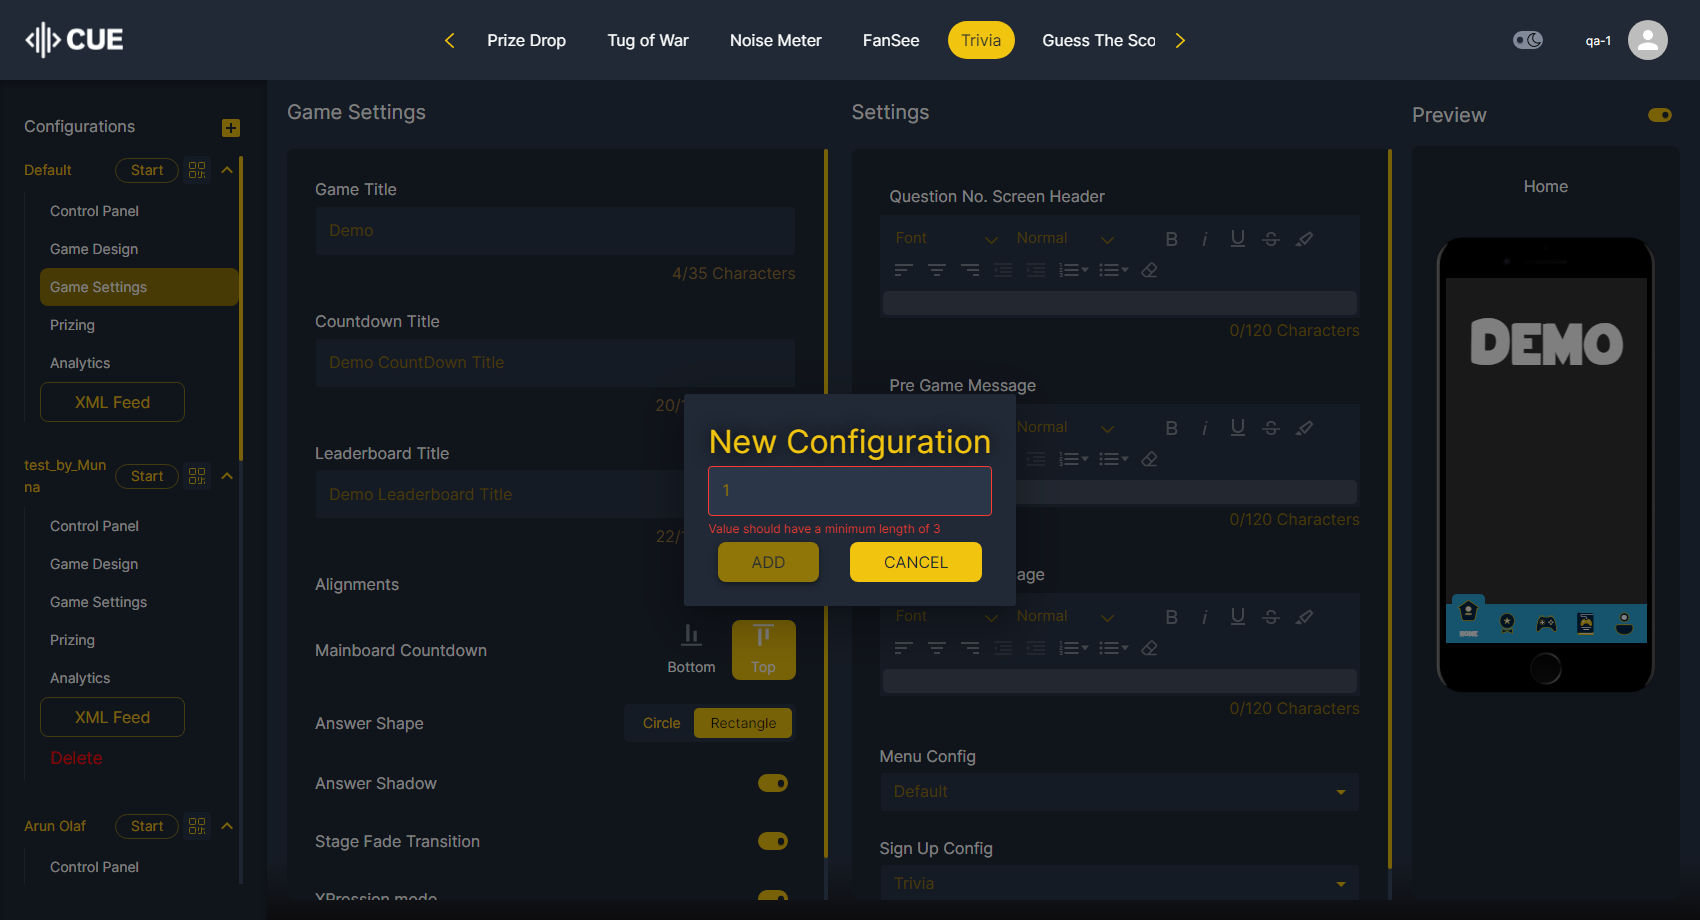 CUE
Prize Drop
Tug of War
Noise Meter
FanSee
Trivia
Guess The Sco
qa-1
Configurations
Default
Start
Control Panel
Game Design
Game Settings
Prizing
Analytics
XML Feed
test_by_Mun
na
Start
Control Panel
Game Design
Game Settings
Prizing
Analytics
XML Feed
Delete
Arun Olaf
Start
Control Panel
Game Settings
Game Title
Demo
4/35 Characters
Countdown Title
Demo CountDown Title
20/
Leaderboard Title
Demo Leaderboard Title
22/
Alignments
Mainboard Countdown
Bottom
Top
Answer Shape
Circle
Rectangle
Answer Shadow
Stage Fade Transition
XPression mode
New Configuration
1
Value should have a minimum length of 3
ADD
CANCEL
Settings
Question No. Screen Header
Font
Normal
0/120 Characters
Pre Game Message
Normal
0/120 Characters
age
Font
Normal
0/120 Characters
Menu Config
Default
Sign Up Config
Trivia
Preview
Home
DEMO
HOME